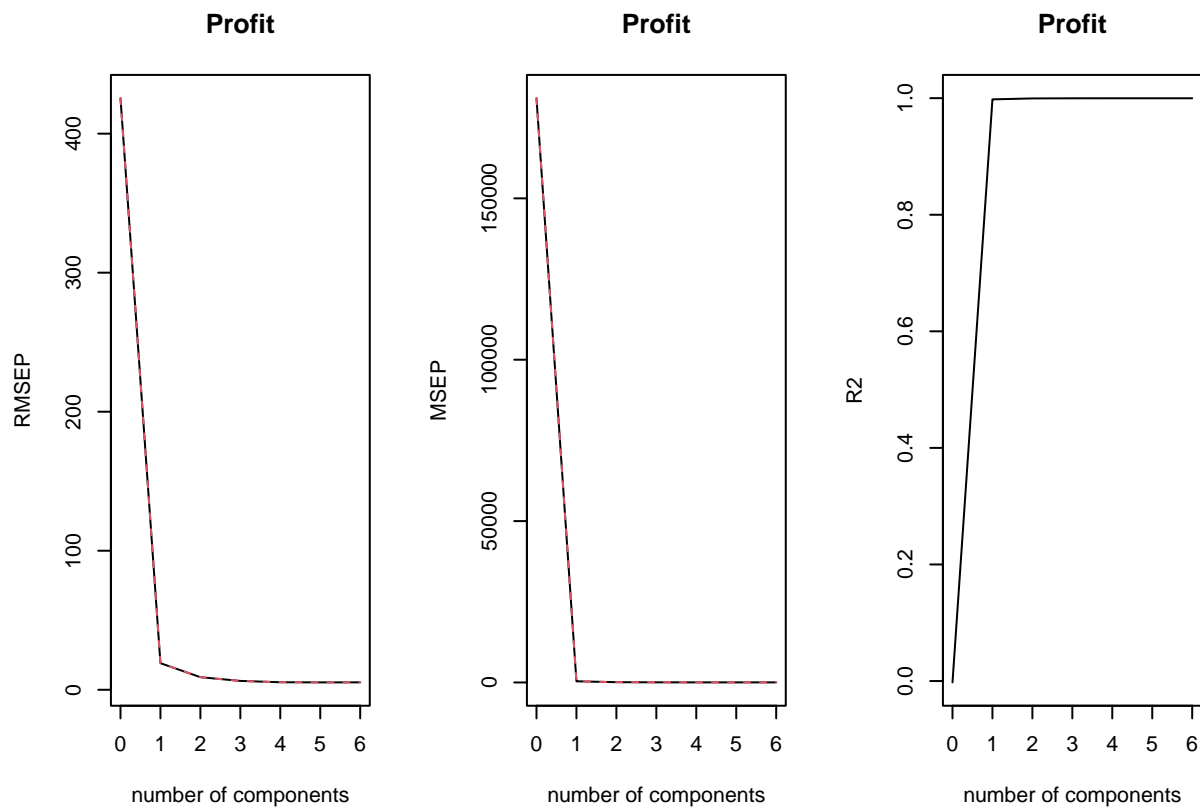 Profit
RMSEP
0
100
200
300
400
0 1 2 3 4 5 6
number of components
Profit
MSEP
0
50000
100000
150000
0 1 2 3 4 5 6
number of components
Profit
R2
0.0
0.2
0.4
0.6
0.8
1.0
0 1 2 3 4 5 6
number of components